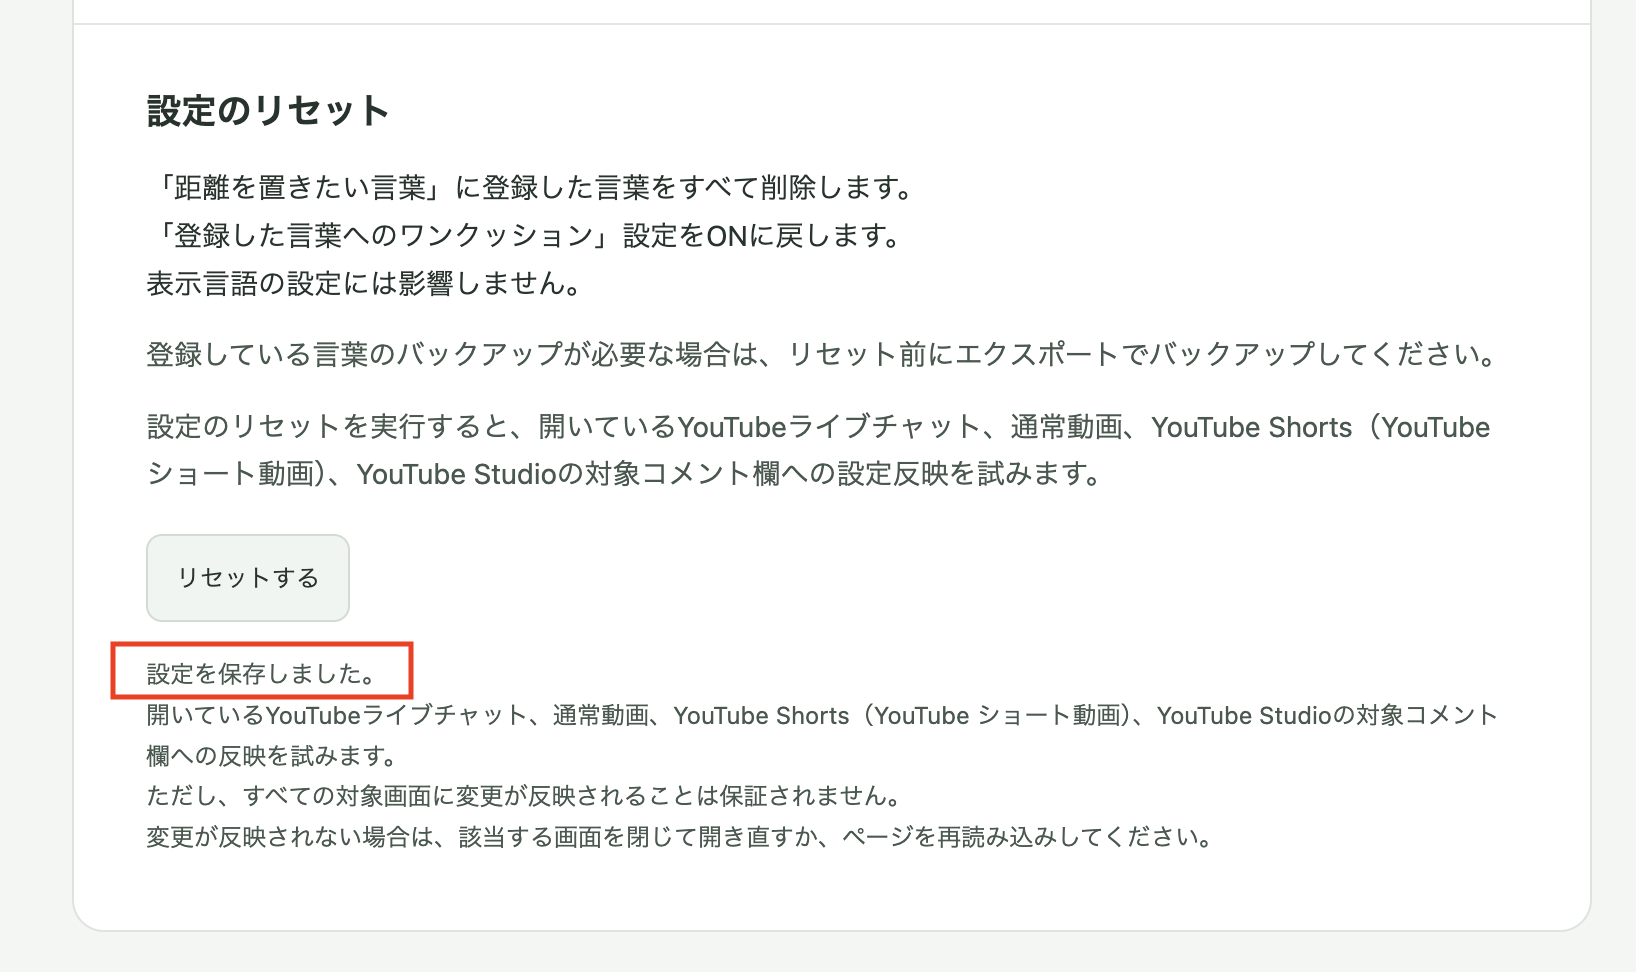 設定のリセット
「距離を置きたい言葉」に登録した言葉をすべて削除します。
「登録した言葉へのワンクッション」設定をONに戻します。
表示言語の設定には影響しません。
登録している言葉のバックアップが必要な場合は、リセット前にエクスポートでバックアップしてください。
設定のリセットを実行すると、開いているYouTubeライブチャット、通常動画、YouTube Shorts（YouTube
ショート動画）、YouTube Studioの対象コメント欄への設定反映を試みます。
リセットする
設定を保存しました。
開いているYouTubeライブチャット、通常動画、YouTube Shorts（YouTube ショート動画）、YouTube Studioの対象コメント
欄への反映を試みます。
ただし、すべての対象画面に変更が反映されることは保証されません。
変更が反映されない場合は、該当する画面を閉じて開き直すか、ページを再読み込みしてください。